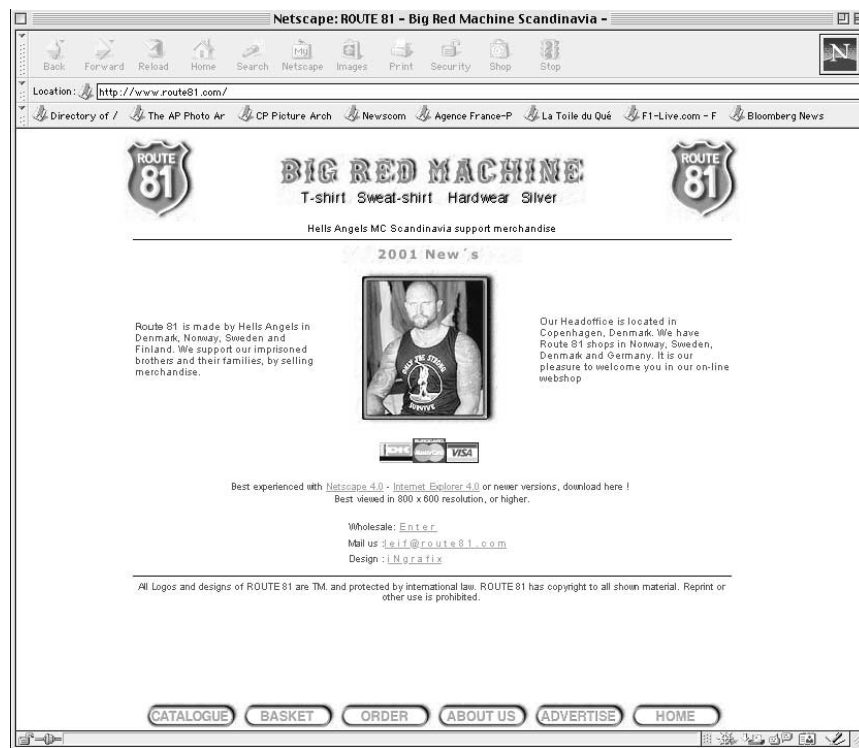 Netscape: ROUTE 81 - Big Red Machine Scandinavia -
Back Forward Reload Home Search Netscape Images Print Security Shop Stop
My
N
Location: http://www.route81.com/
Directory of / The AP Photo Ar CP Picture Arch Newscom Agence France-P La Toile du Qué F1-Live.com - F Bloomberg News
ROUTE 81
BIG RED MACHINE
ROUTE 81
T-shirt Sweat-shirt Hardwear Silver
Hells Angels MC Scandinavia support merchandise
2001 New´s
Route 81 is made by Hells Angels in
Denmark, Norway, Sweden and
Finland. We support our imprisoned
brothers and their families, by selling
merchandise.
ONLY THE STRONG
SURVIVE
Our Headoffice is located in
Copenhagen, Denmark. We have
Route 81 shops in Norway, Sweden,
Denmark and Germany. It is our
pleasure to welcome you in our on-line
webshop
MasterCard VISA
Best experienced with Netscape 4.0 - Internet Explorer 4.0 or newer versions, download here !
Best viewed in 800 x 600 resolution, or higher.
Wholesale: Enter
Mail us :leif@route81.com
Design : iNgrafix
All Logos and designs of ROUTE 81 are TM. and protected by international law. ROUTE 81 has copyright to all shown material. Reprint or
other use is prohibited.
CATALOGUE BASKET ORDER ABOUT US ADVERTISE HOME